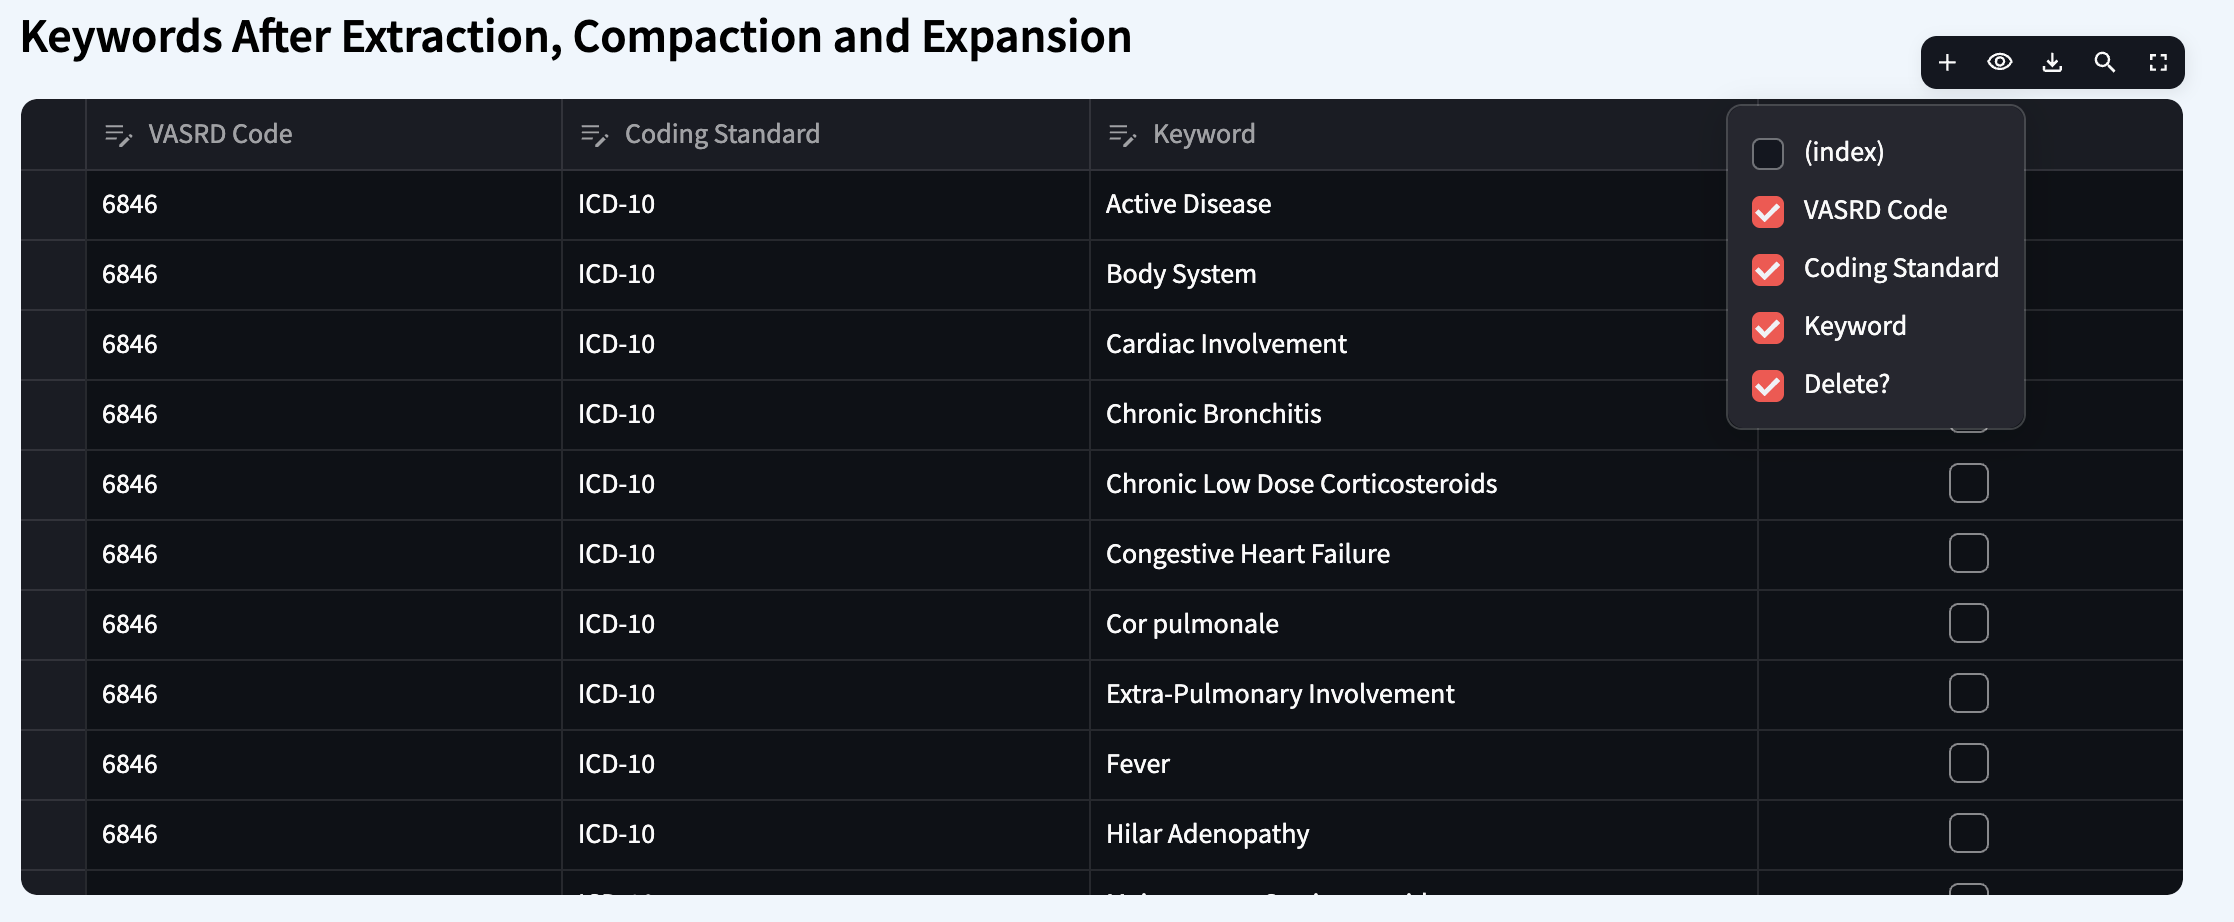 Keywords After Extraction, Compaction and Expansion
VASRD Code Coding Standard Keyword
6846 ICD-10 Active Disease
6846 ICD-10 Body System
6846 ICD-10 Cardiac Involvement
6846 ICD-10 Chronic Bronchitis
6846 ICD-10 Chronic Low Dose Corticosteroids
6846 ICD-10 Congestive Heart Failure
6846 ICD-10 Cor pulmonale
6846 ICD-10 Extra-Pulmonary Involvement
6846 ICD-10 Fever
6846 ICD-10 Hilar Adenopathy
(index)
VASRD Code
Coding Standard
Keyword
Delete?